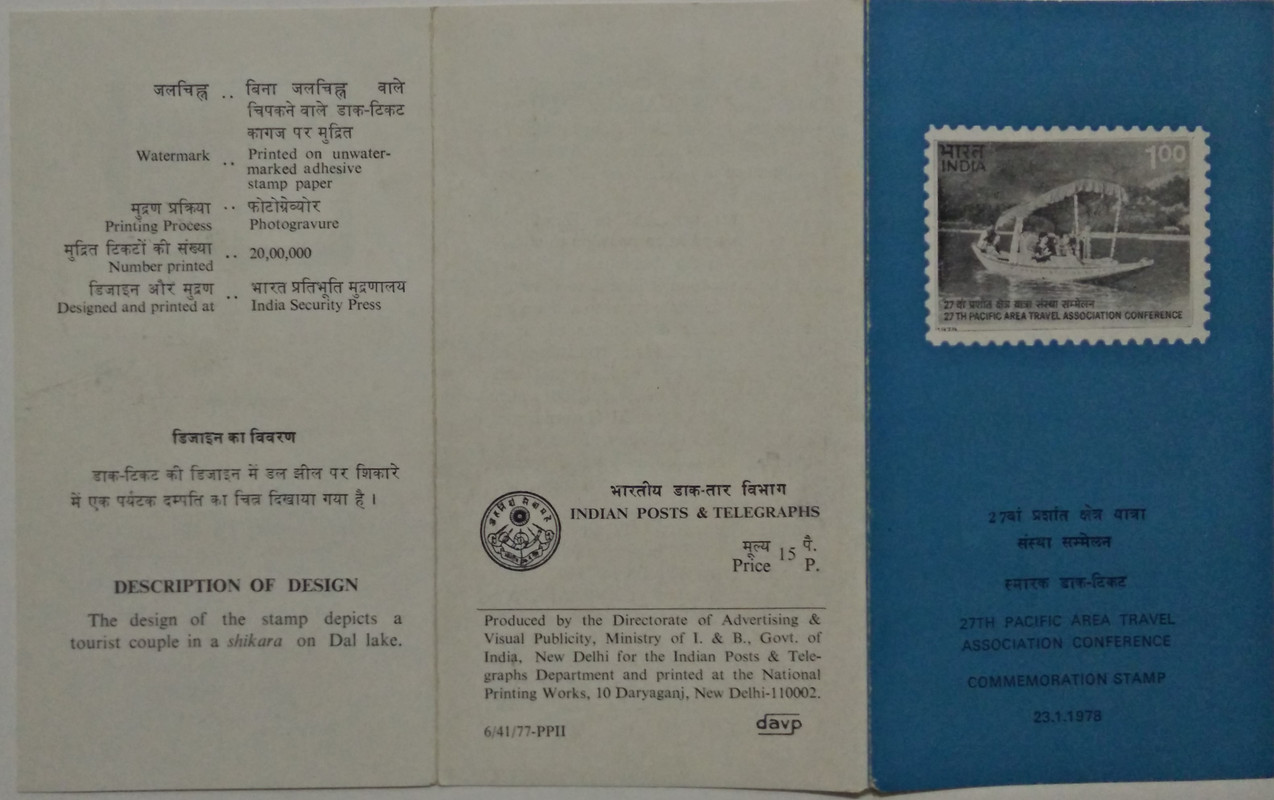 जलचिह्न .. बिना जलचिह्न वाले
चिपकने वाले डाक-टिकट
कागज पर मुद्रित
Watermark .. Printed on unwater-
marked adhesive
stamp paper
मुद्रण प्रक्रिया .. फोटोग्रेव्योर
Printing Process Photogravure
मुद्रित टिकटों की संख्या
Number printed .. 20,00,000
डिजाइन और मुद्रण .. भारत प्रतिभूति मुद्रणालय
Designed and printed at India Security Press
डिजाइन का विवरण
डाक-टिकट की डिजाइन में डल झील पर शिकारे
में एक पर्यटक दम्पति का चित्र दिखाया गया है ।
DESCRIPTION OF DESIGN
The design of the stamp depicts a
tourist couple in a shikara on Dal lake.
भारतीय डाक-तार विभाग
INDIAN POSTS & TELEGRAPHS
मूल्य 15 पै.
Price P.
Produced by the Directorate of Advertising &
Visual Publicity, Ministry of I. & B., Govt. of
India, New Delhi for the Indian Posts & Tele-
graphs Department and printed at the National
Printing Works, 10 Daryaganj, New Delhi-110002.
6/41/77-PPII
davp
भारत 100
INDIA
27 वां प्रशांत क्षेत्र यात्रा संस्था सम्मेलन
27 TH PACIFIC AREA TRAVEL ASSOCIATION CONFERENCE
27वां प्रशांत क्षेत्र यात्रा
संस्था सम्मेलन
स्मारक डाक-टिकट
27TH PACIFIC AREA TRAVEL
ASSOCIATION CONFERENCE
COMMEMORATION STAMP
23.1.1978